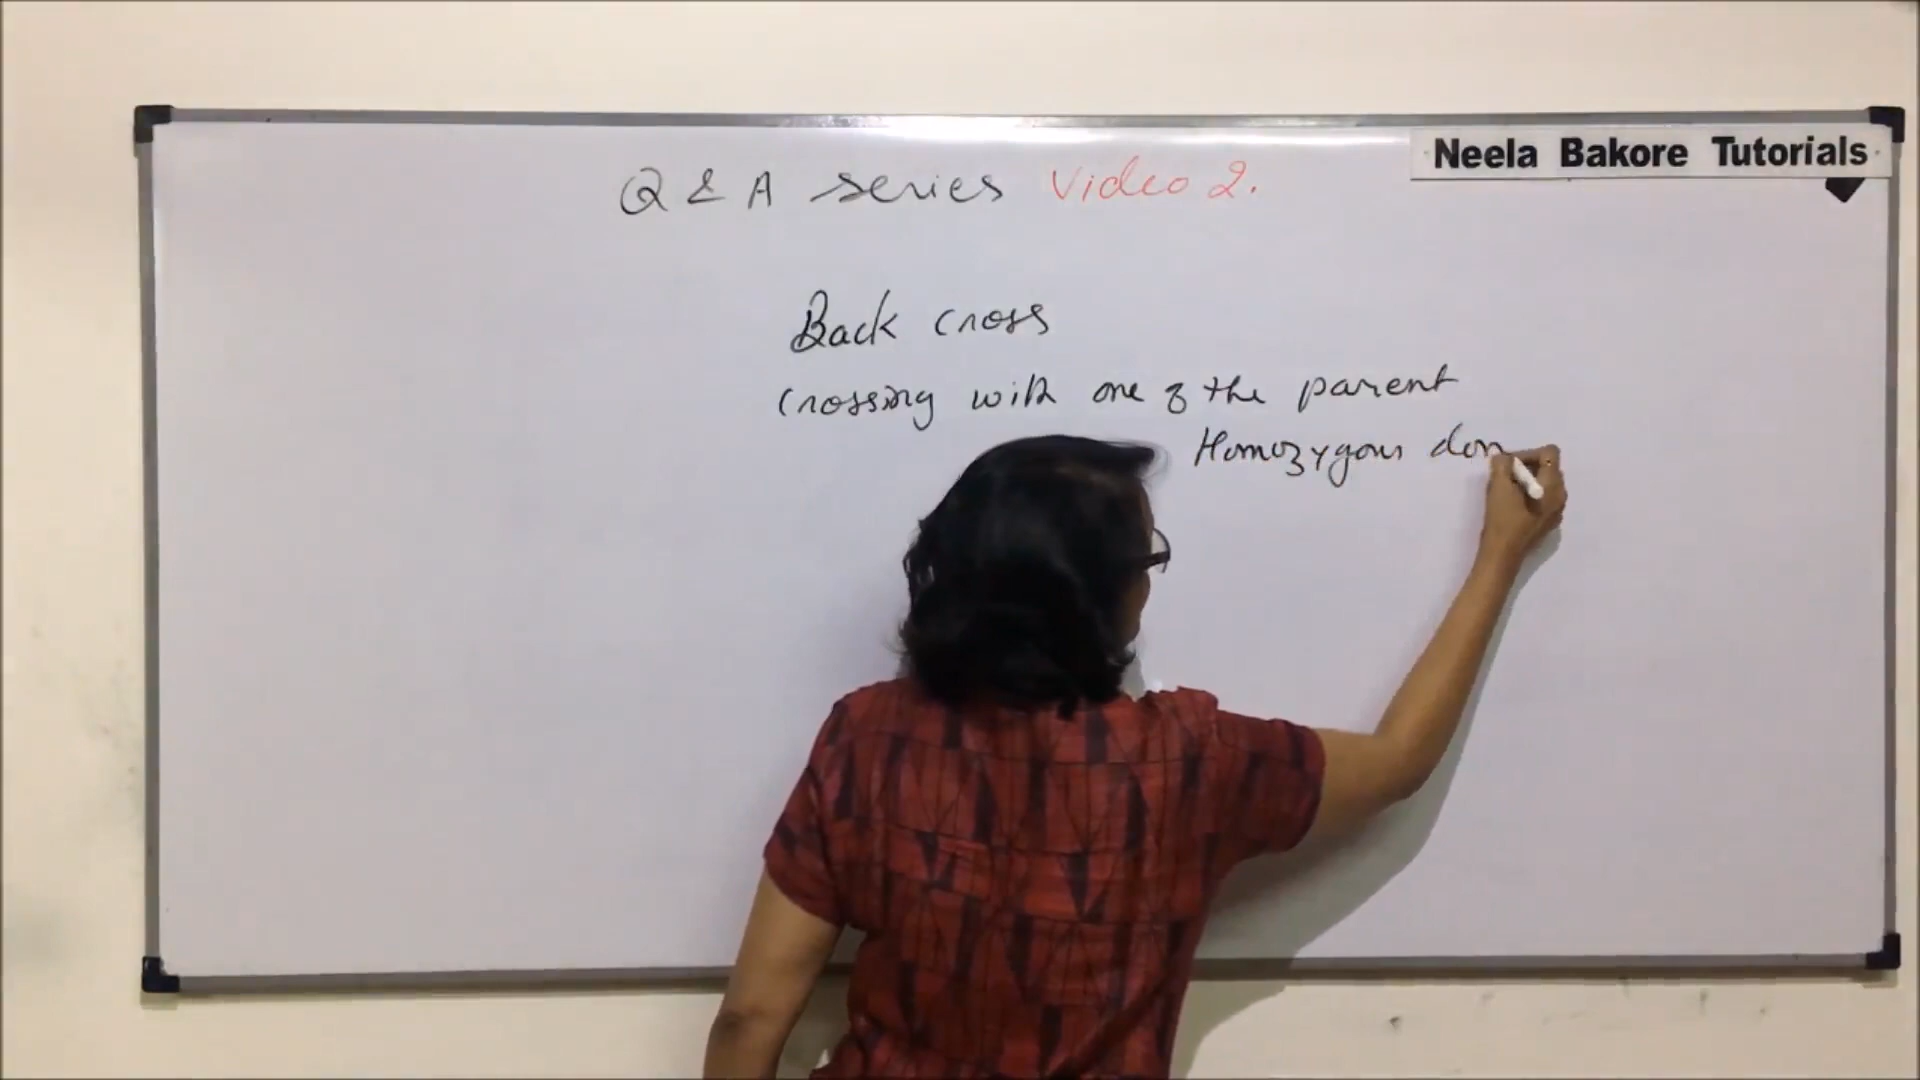 Neela Bakore Tutorials
Q & A series Video 2.
Back cross
Crossing with one of the parent
Homozygous dom